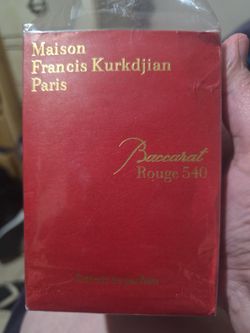 Maison
Francis Kurkdjian
Paris
Baccarat
Rouge 540